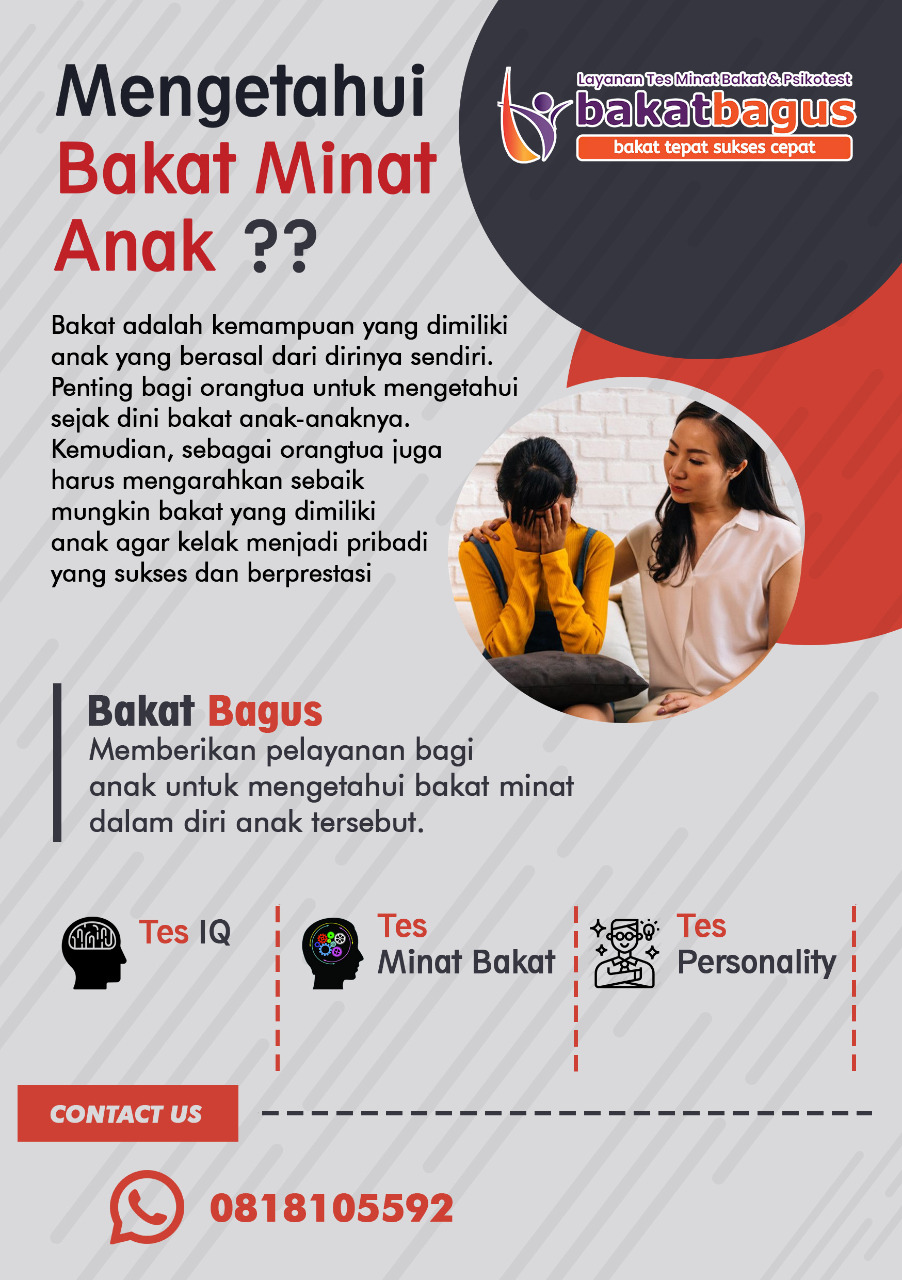 Mengetahui
Bakat Minat
Anak ??
Layanan Tes Minat Bakat & Psikotest
bakatbagus
bakat tepat sukses cepat
Bakat adalah kemampuan yang dimiliki
anak yang berasal dari dirinya sendiri.
Penting bagi orangtua untuk mengetahui
sejak dini bakat anak-anaknya.
Kemudian, sebagai orangtua juga
harus mengarahkan sebaik
mungkin bakat yang dimiliki
anak agar kelak menjadi pribadi
yang sukses dan berprestasi
Bakat Bagus
Memberikan pelayanan bagi
anak untuk mengetahui bakat minat
dalam diri anak tersebut.
Tes IQ
Tes
Minat Bakat
Tes
Personality
CONTACT US
0818105592